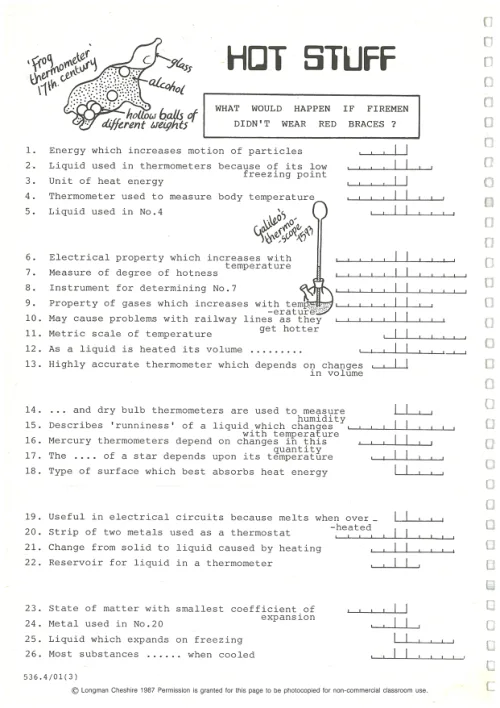 HOT STUFF
'Frog
thermometer'
17th. century
glass
C
alcohol
hollow balls of
different weights
WHAT WOULD HAPPEN IF FIREMEN
DIDN'T WEAR RED BRACES ?
1. Energy which increases motion of particles
2. Liquid used in thermometers because of its low
freezing point
3. Unit of heat energy
4. Thermometer used to measure body temperature
5. Liquid used in No.4
Galileo's
thermo-
-scope
1593
6. Electrical property which increases with
temperature
7. Measure of degree of hotness
8. Instrument for determining No.7
9. Property of gases which increases with temp-
-erature
10. May cause problems with railway lines as they
get hotter
11. Metric scale of temperature
12. As a liquid is heated its volume .........
13. Highly accurate thermometer which depends on changes
in volume
14. ... and dry bulb thermometers are used to measure
humidity
15. Describes 'runniness' of a liquid which changes
with temperature
16. Mercury thermometers depend on changes in this
quantity
17. The .... of a star depends upon its temperature
18. Type of surface which best absorbs heat energy
19. Useful in electrical circuits because melts when over-
-heated
20. Strip of two metals used as a thermostat
21. Change from solid to liquid caused by heating
22. Reservoir for liquid in a thermometer
23. State of matter with smallest coefficient of
expansion
24. Metal used in No.20
25. Liquid which expands on freezing
26. Most substances ...... when cooled
536.4/01(3)
© Longman Cheshire 1987 Permission is granted for this page to be photocopied for non-commercial classroom use.